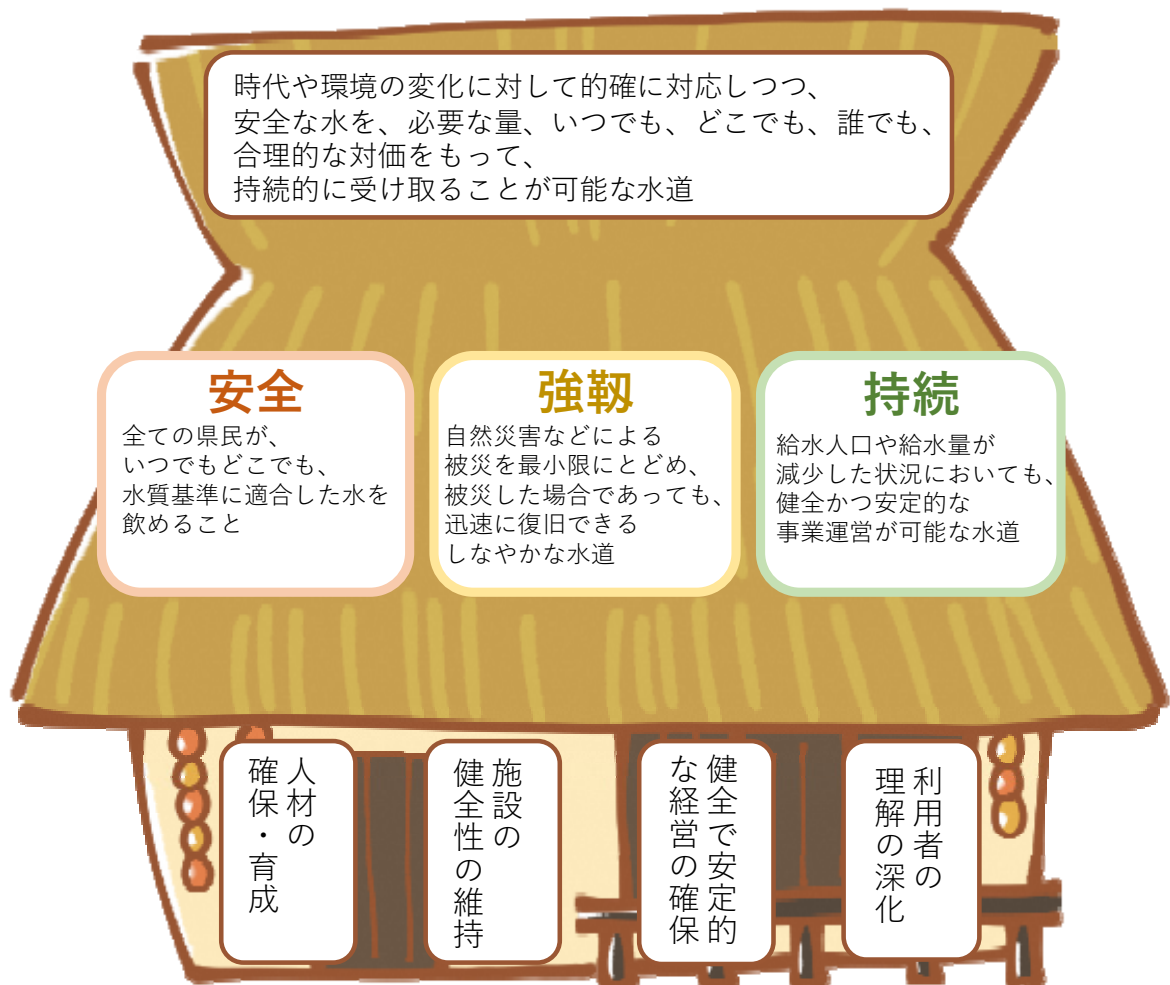 時代や環境の変化に対して的確に対応しつつ、
安全な水を、必要な量、いつでも、どこでも、誰でも、
合理的な対価をもって、
持続的に受け取ることが可能な水道
安全
全ての県民が、
いつでもどこでも、
水質基準に適合した水を
飲めること
強靱
自然災害などによる
被災を最小限にとどめ、
被災した場合であっても、
迅速に復旧できる
しなやかな水道
持続
給水人口や給水量が
減少した状況においても、
健全かつ安定的な
事業運営が可能な水道
人材の
確保・育成
施設の
健全性の維持
健全で安定的
な経営の確保
利用者の
理解の深化